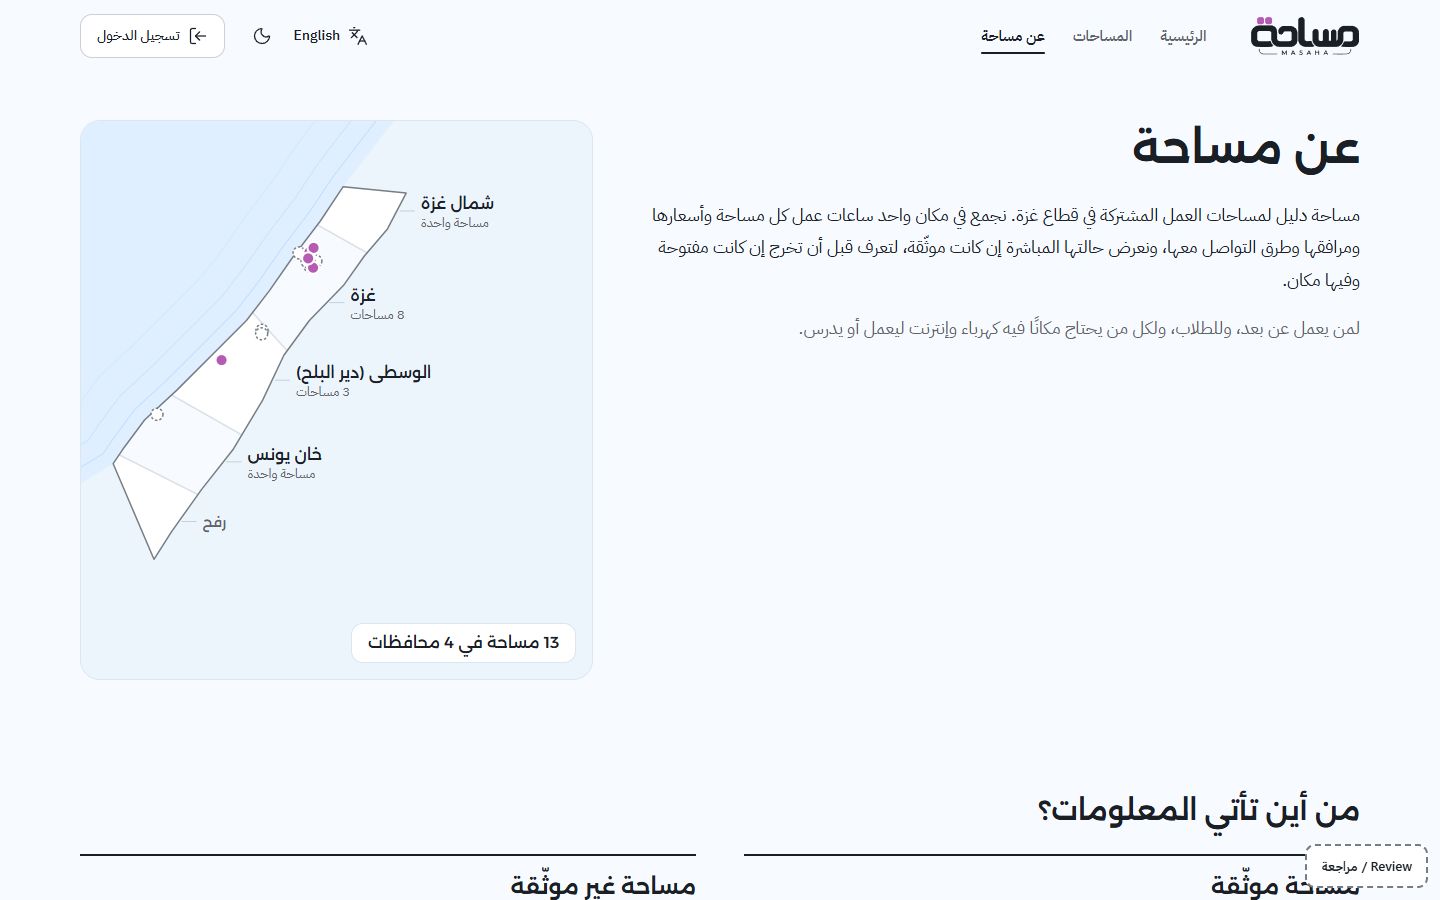 مساحة
MASAHA
الرئيسية
المساحات
عن مساحة
English
تسجيل الدخول
عن مساحة
مساحة دليل لمساحات العمل المشتركة في قطاع غزة. نجمع في مكان واحد ساعات عمل كل مساحة وأسعارها
ومرافقها وطرق التواصل معها، ونعرض حالتها المباشرة إن كانت موثّقة، لتعرف قبل أن تخرج إن كانت مفتوحة
وفيها مكان.
لمن يعمل عن بعد، وللطلاب، ولكل من يحتاج مكانًا فيه كهرباء وإنترنت ليعمل أو يدرس.
شمال غزة
مساحة واحدة
غزة
8 مساحات
الوسطى (دير البلح)
3 مساحات
خان يونس
مساحة واحدة
رفح
13 مساحة في 4 محافظات
من أين تأتي المعلومات؟
مساحة موثّقة
مساحة غير موثّقة
Review / مراجعة